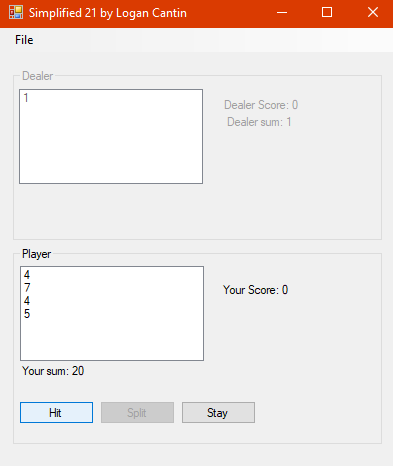 Simplified 21 by Logan Cantin
File
Dealer
1
Dealer Score: 0
Dealer sum: 1
Player
4
7
4
5
Your Score: 0
Your sum: 20
Hit
Split
Stay